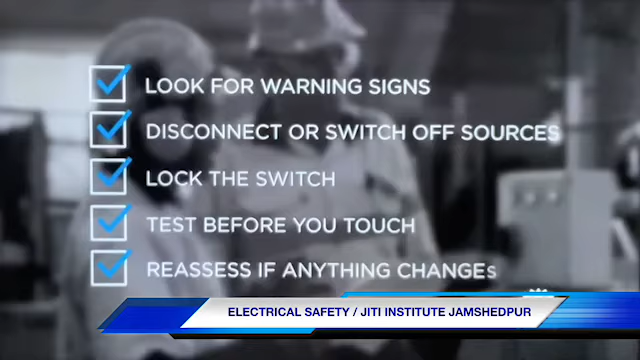 LOOK FOR WARNING SIGNS
DISCONNECT OR SWITCH OFF SOURCES
LOCK THE SWITCH
TEST BEFORE YOU TOUCH
REASSESS IF ANYTHING CHANGES
ELECTRICAL SAFETY / JITI INSTITUTE JAMSHEDPUR